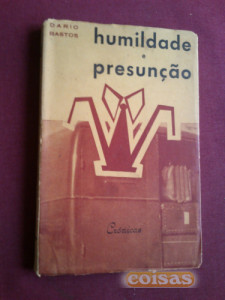 DARIO
BASTOS
humildade
e
presunção
Crónicas
coisas